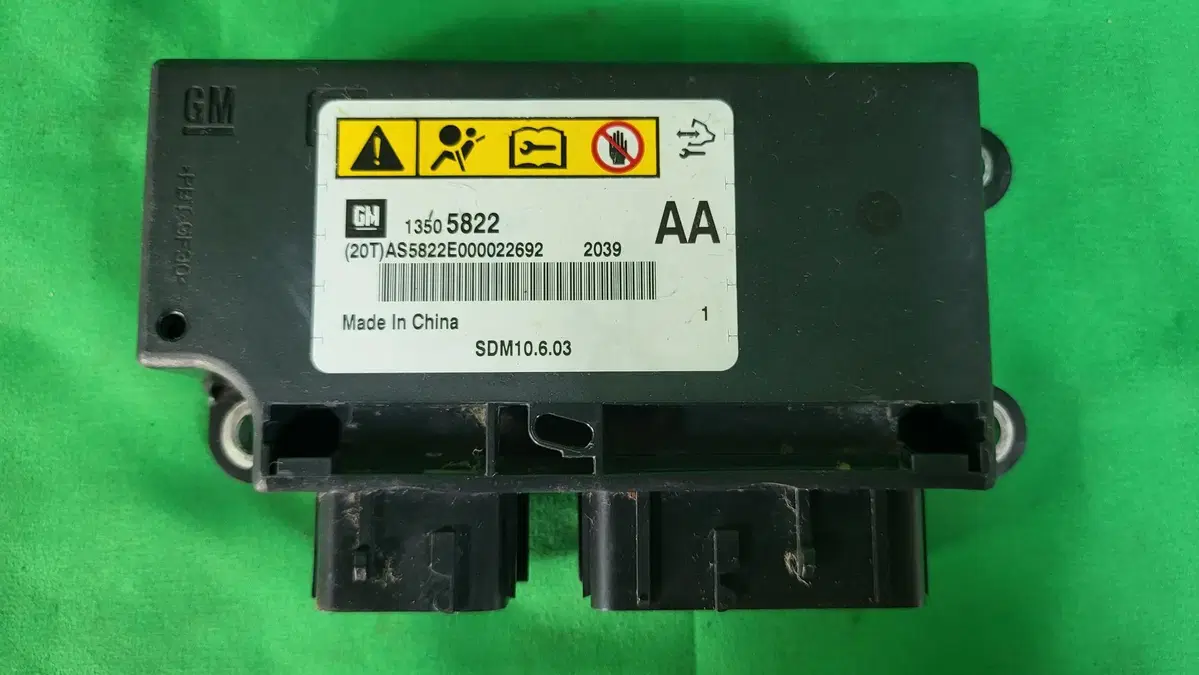 GM
GM 1350 5822 AA
(20T)AS5822E000022692 2039
Made In China 1
SDM10.6.03